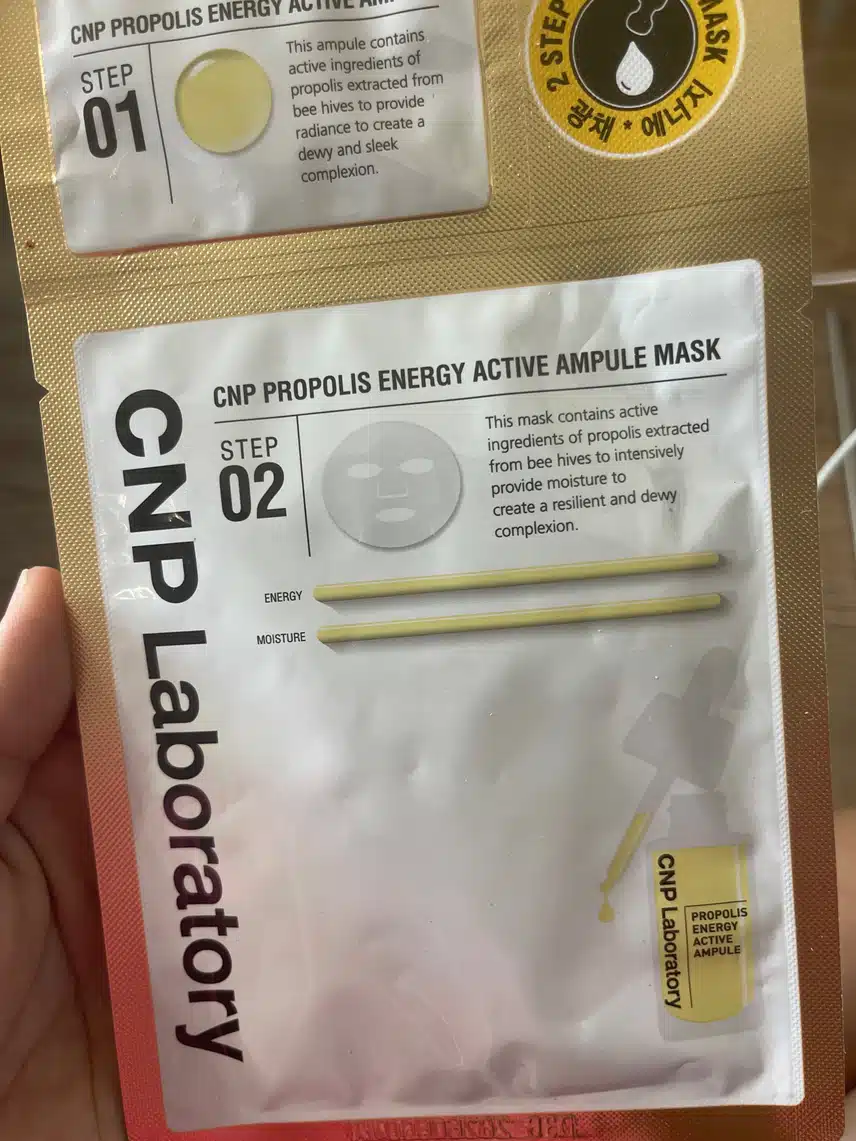 CNP PROPOLIS ENERGY ACTIVE
STEP
01
This ampule contains
active ingredients of
propolis extracted from
bee hives to provide
radiance to create a
dewy and sleek
complexion.
2 STEP MASK
광채 * 에너지
CNP PROPOLIS ENERGY ACTIVE AMPULE MASK
STEP
02
This mask contains active
ingredients of propolis extracted
from bee hives to intensively
provide moisture to
create a resilient and dewy
complexion.
ENERGY
MOISTURE
CNP Laboratory
CNP Laboratory
PROPOLIS
ENERGY
ACTIVE
AMPULE